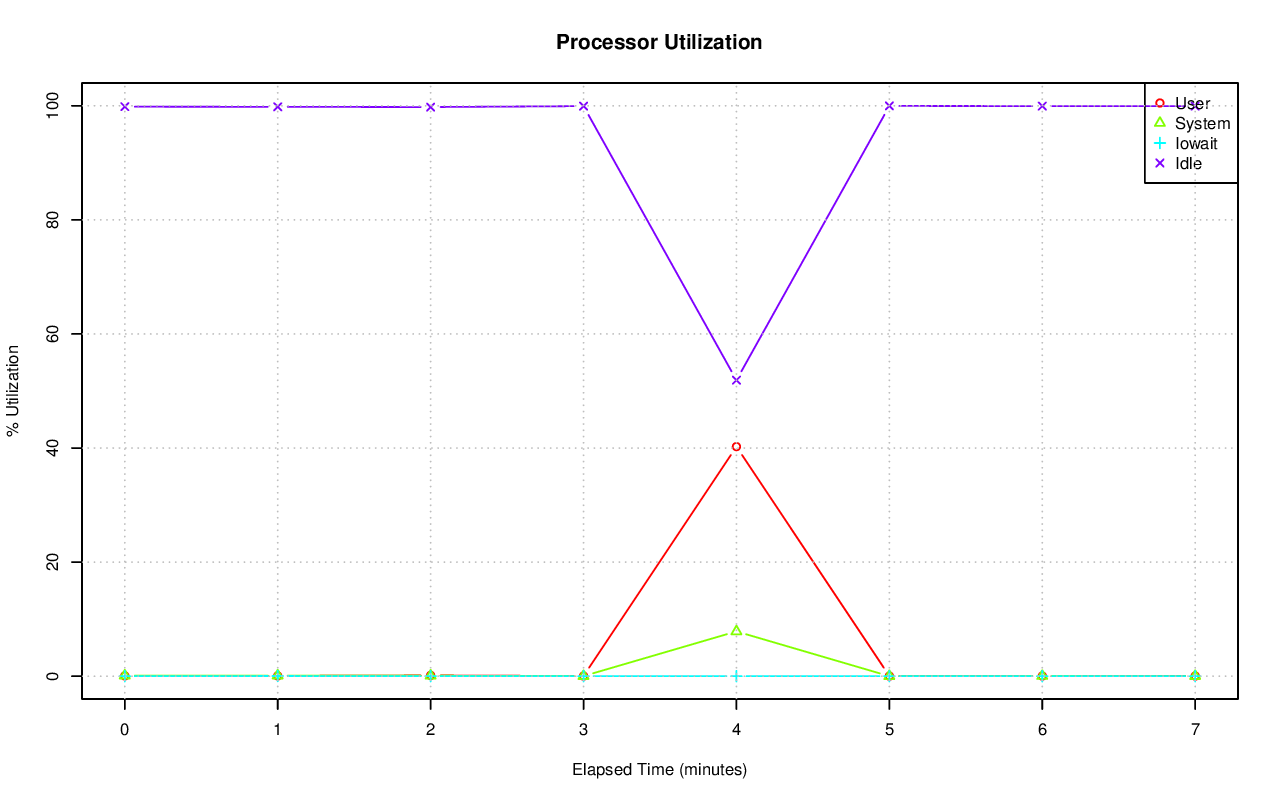 Processor Utilization
100
80
60
40
20
0
% Utilization
User
System
Iowait
Idle
0 1 2 3 4 5 6 7
Elapsed Time (minutes)